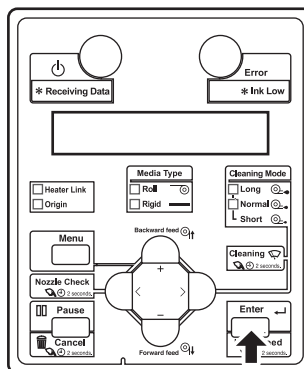 Error
* Receiving Data
* Ink Low
Media Type
Cleaning Mode
Heater Link
Origin
Roll
Rigid
Long
Normal
Short
Menu
Backward feed
Cleaning
2 seconds.
Nozzle Check
2 seconds.
+
< >
−
Pause
Enter
Cancel
2 seconds.
Forward feed
2 seconds.